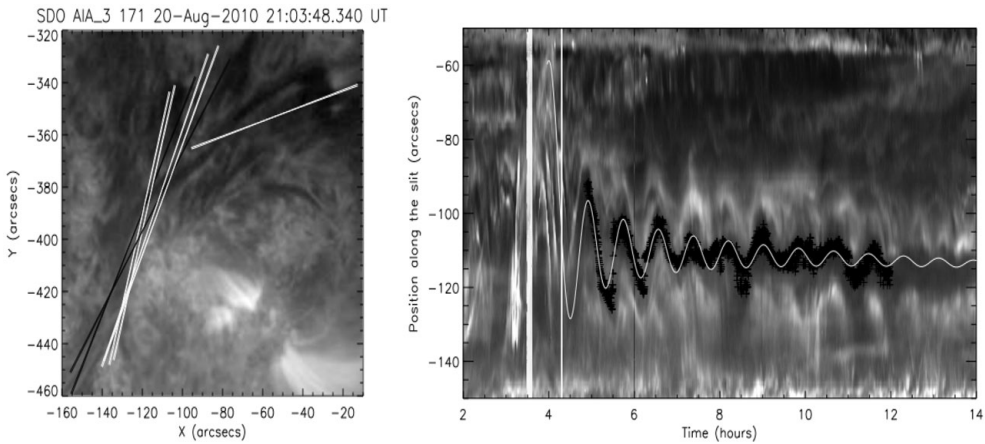 SDO AIA_3 171 20-Aug-2010 21:03:48.340 UT
-320
-340
-360
-380
-400
-420
-440
-460
Y (arcsecs)
-160 -140 -120 -100 -80 -60 -40 -20
X (arcsecs)
-60
-80
-100
-120
-140
Position along the slit (arcsecs)
2 4 6 8 10 12 14
Time (hours)